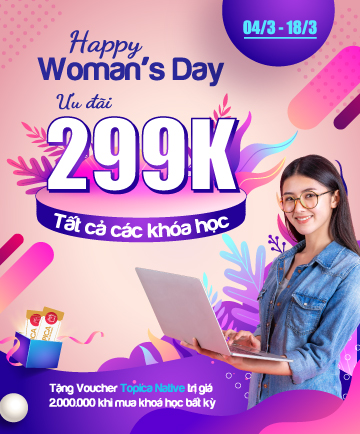 04/3 - 18/3
Happy
Woman's Day
Ưu đãi
299K
Tất cả các khóa học
Tặng Voucher Topica Native trị giá
2.000.000 khi mua khoá học bất kỳ